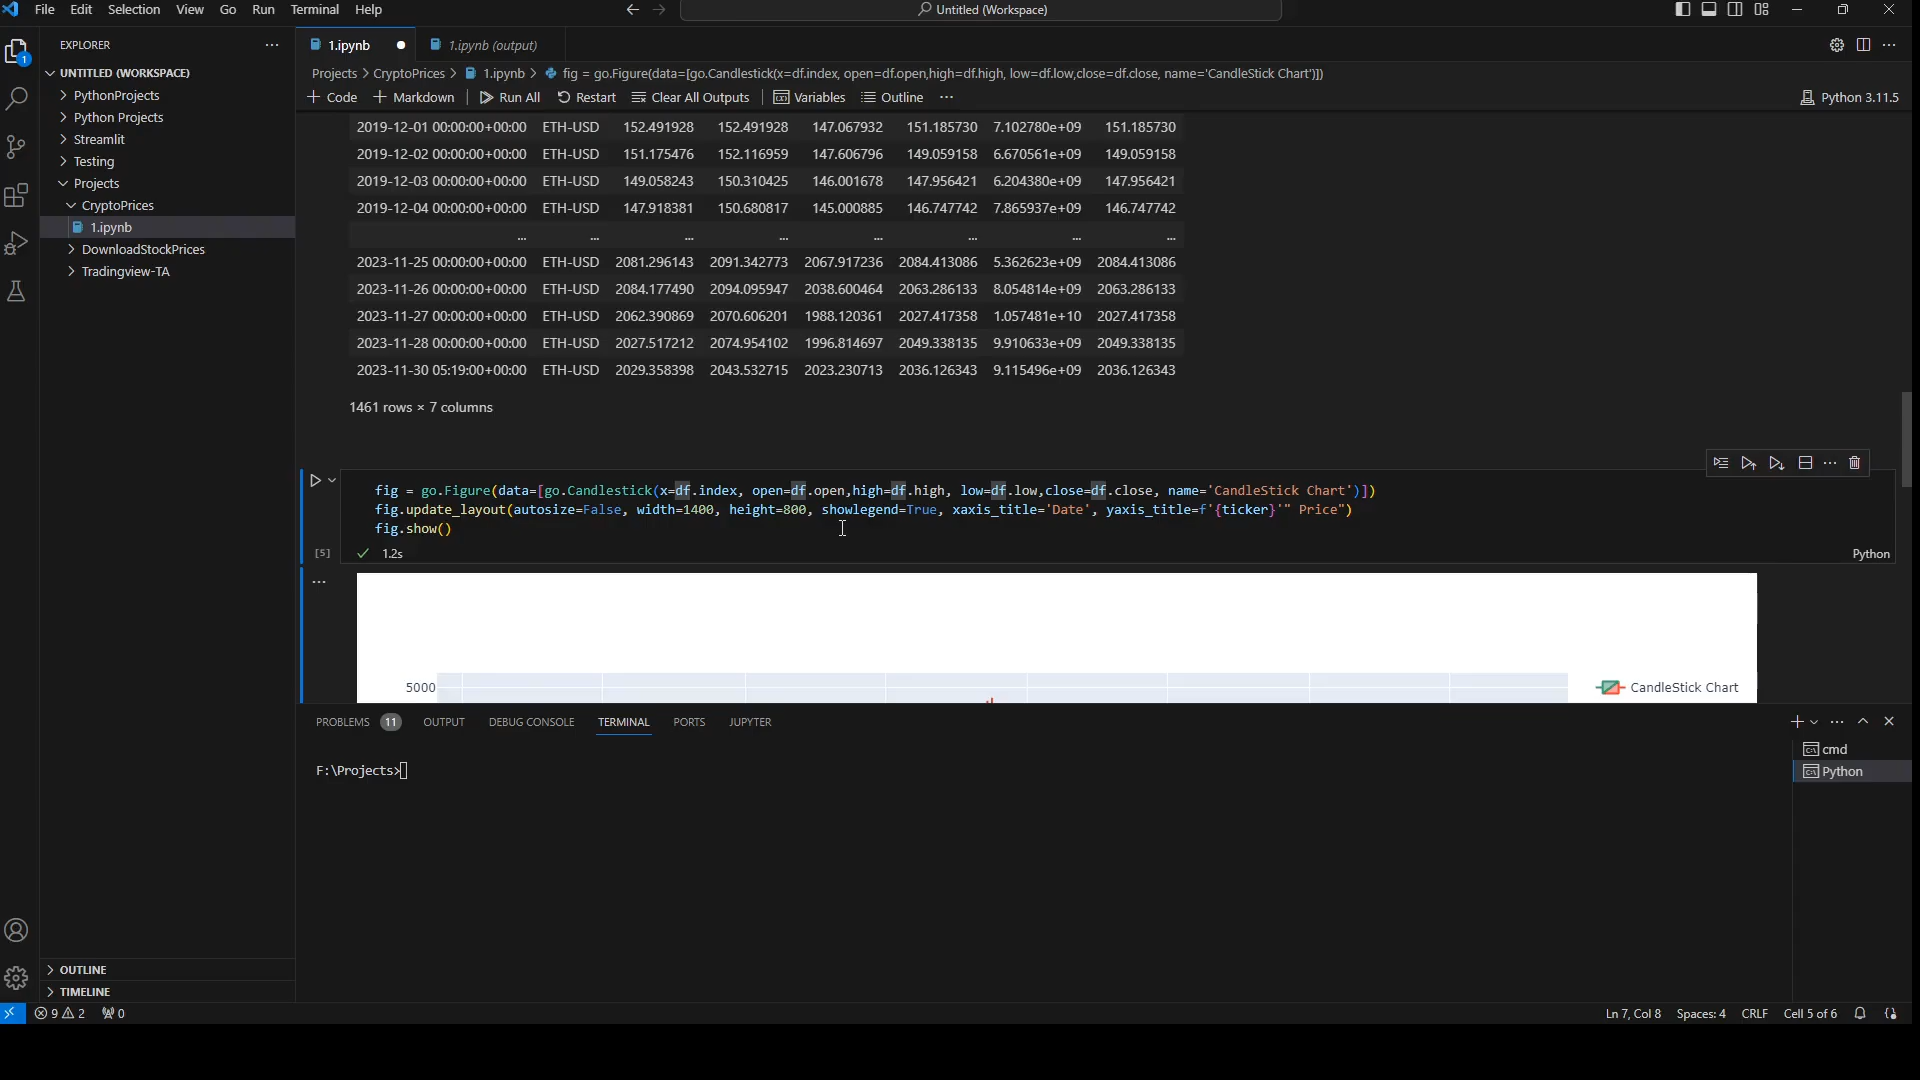 File Edit Selection View Go Run Terminal Help
Untitled (Workspace)
EXPLORER
UNTITLED (WORKSPACE)
PythonProjects
Python Projects
Streamlit
Testing
Projects
CryptoPrices
1.ipynb
DownloadStockPrices
Tradingview-TA
OUTLINE
TIMELINE
1
1.ipynb 1.ipynb (output)
Projects > CryptoPrices > 1.ipynb > fig = go.Figure(data=[go.Candlestick(x=df.index, open=df.open,high=df.high, low=df.low,close=df.close, name='CandleStick Chart')])
+ Code + Markdown Run All Restart Clear All Outputs Variables Outline ... Python 3.11.5
2019-12-01 00:00:00+00:00 ETH-USD 152.491928 152.491928 147.067932 151.185730 7.102780e+09 151.185730
2019-12-02 00:00:00+00:00 ETH-USD 151.175476 152.116959 147.606796 149.059158 6.670561e+09 149.059158
2019-12-03 00:00:00+00:00 ETH-USD 149.058243 150.310425 146.001678 147.956421 6.204380e+09 147.956421
2019-12-04 00:00:00+00:00 ETH-USD 147.918381 150.680817 145.000885 146.747742 7.865937e+09 146.747742
... ... ... ... ... ... ... ...
2023-11-25 00:00:00+00:00 ETH-USD 2081.296143 2091.342773 2067.917236 2084.413086 5.362623e+09 2084.413086
2023-11-26 00:00:00+00:00 ETH-USD 2084.177490 2094.095947 2038.600464 2063.286133 8.054814e+09 2063.286133
2023-11-27 00:00:00+00:00 ETH-USD 2062.390869 2070.606201 1988.120361 2027.417358 1.057481e+10 2027.417358
2023-11-28 00:00:00+00:00 ETH-USD 2027.517212 2074.954102 1996.814697 2049.338135 9.910633e+09 2049.338135
2023-11-30 05:19:00+00:00 ETH-USD 2029.358398 2043.532715 2023.230713 2036.126343 9.115496e+09 2036.126343
1461 rows × 7 columns
fig = go.Figure(data=[go.Candlestick(x=df.index, open=df.open,high=df.high, low=df.low,close=df.close, name='CandleStick Chart')])
fig.update_layout(autosize=False, width=1400, height=800, showlegend=True, xaxis_title='Date', yaxis_title=f'{ticker}'" Price")
fig.show()
[5] ✓ 1.2s Python
5000 CandleStick Chart
PROBLEMS 11 OUTPUT DEBUG CONSOLE TERMINAL PORTS JUPYTER
F:\Projects>
cmd
Python
9 2 0 Ln 7, Col 8 Spaces: 4 CRLF Cell 5 of 6